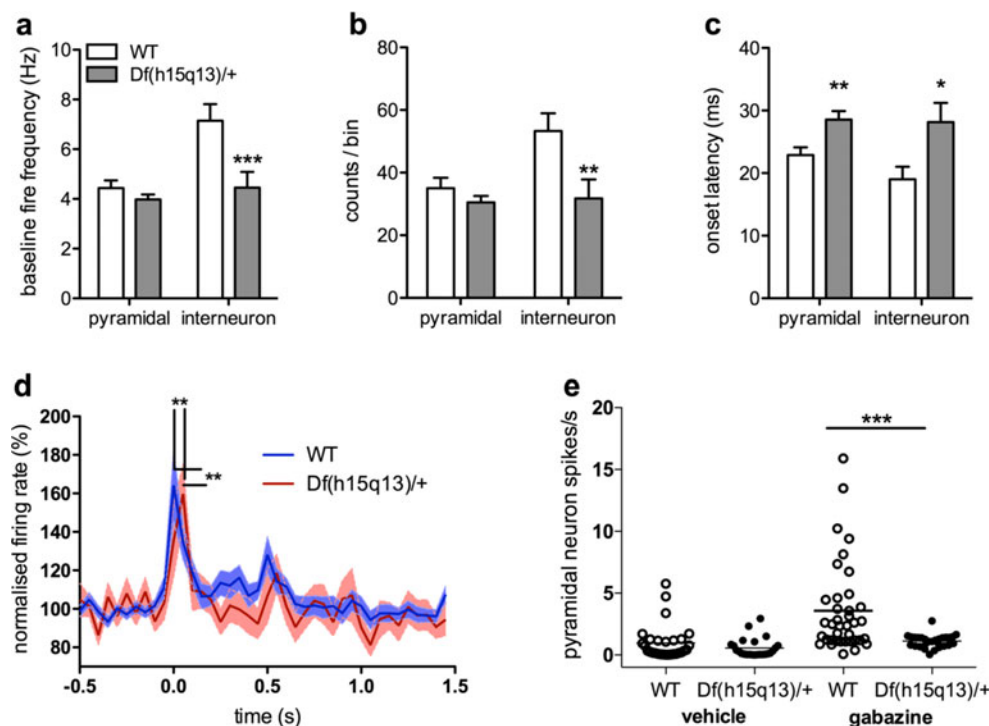 a
baseline fire frequency (Hz)
10
8
6
4
2
0
WT
Df(h15q13)/+
***
pyramidal interneuron
b
counts / bin
80
60
40
20
0
**
pyramidal interneuron
c
onset latency (ms)
40
30
20
10
0
**
*
pyramidal interneuron
d
normalised firing rate (%)
200
180
160
140
120
100
80
**
**
WT
Df(h15q13)/+
-0.5 0.0 0.5 1.0 1.5
time (s)
e
pyramidal neuron spikes/s
20
15
10
5
0
***
WT Df(h15q13)/+ WT Df(h15q13)/+
vehicle gabazine